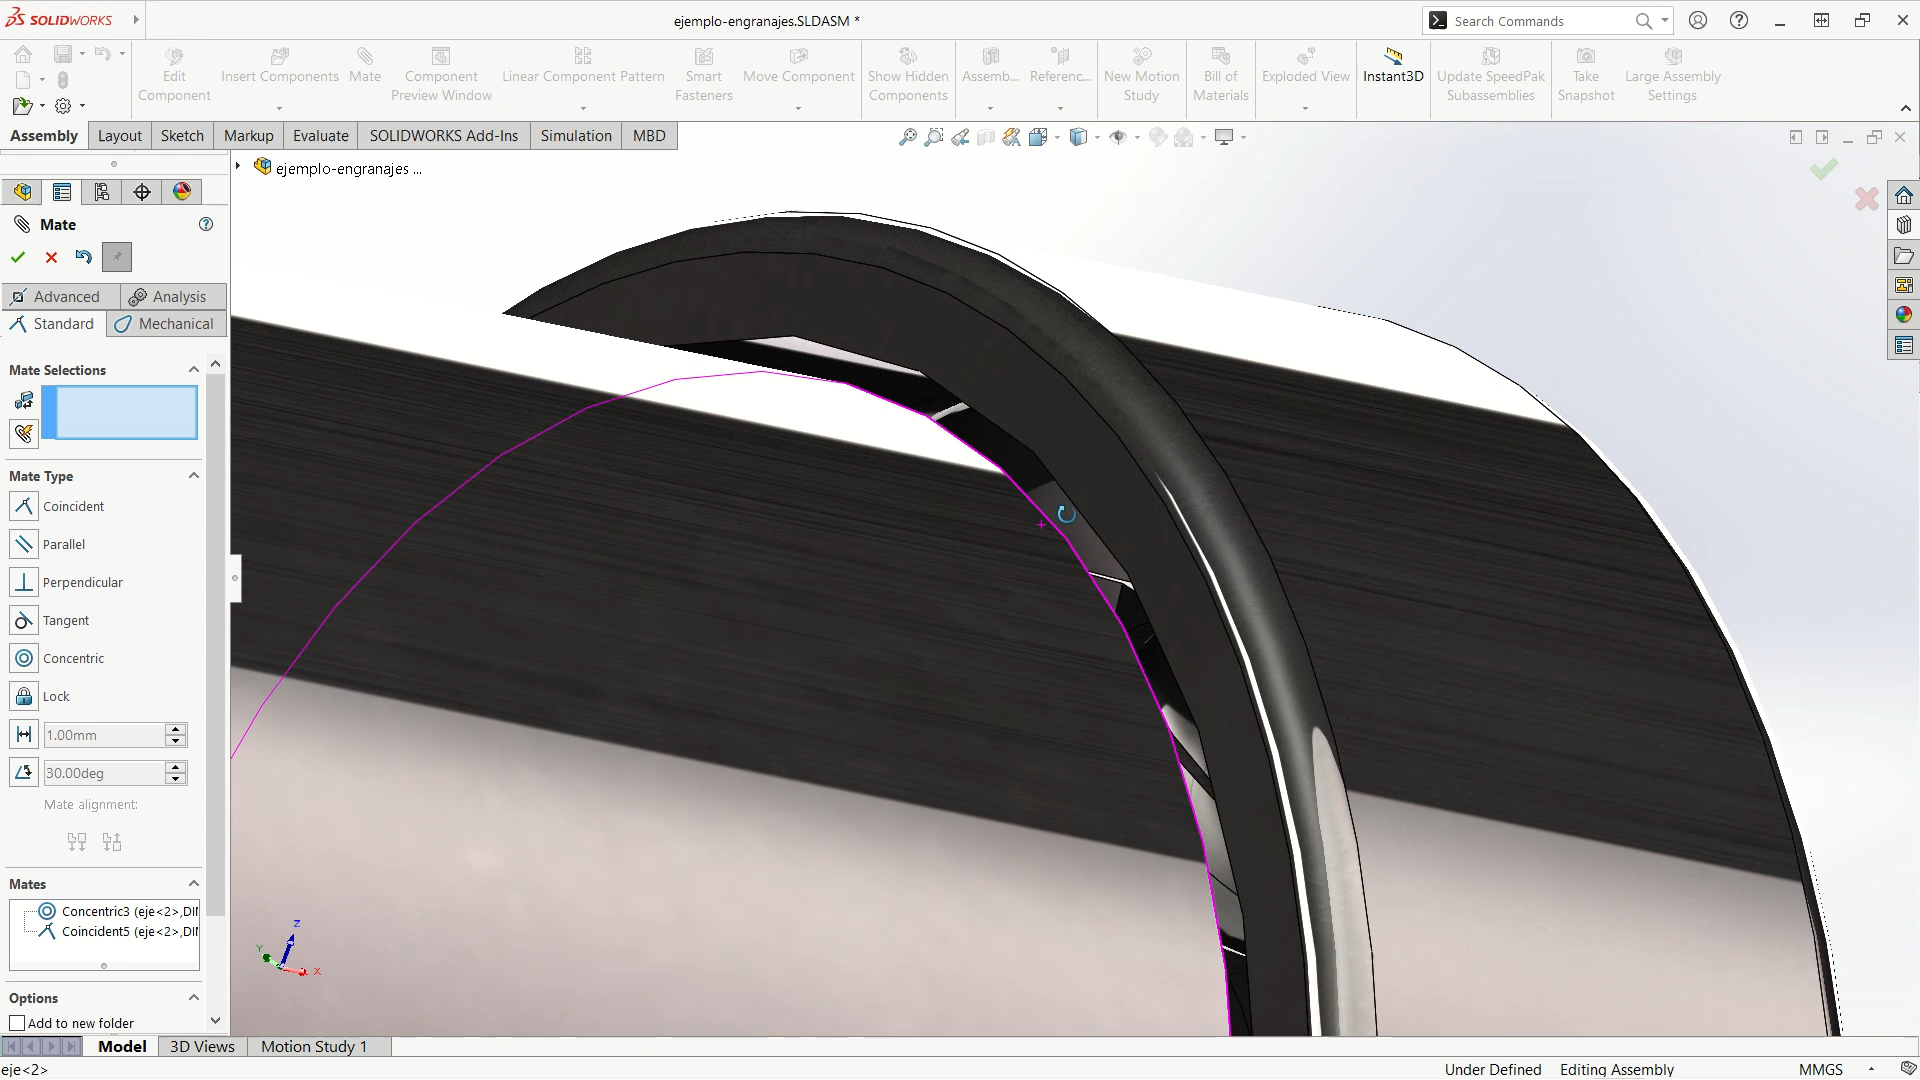 SOLIDWORKS
ejemplo-engranajes.SLDASM *
Search Commands
Edit Component
Insert Components
Mate
Component Preview Window
Linear Component Pattern
Smart Fasteners
Move Component
Show Hidden Components
Assemb...
Referenc...
New Motion Study
Bill of Materials
Exploded View
Instant3D
Update SpeedPak Subassemblies
Take Snapshot
Large Assembly Settings
Assembly
Layout
Sketch
Markup
Evaluate
SOLIDWORKS Add-Ins
Simulation
MBD
ejemplo-engranajes ...
Mate
Advanced
Analysis
Standard
Mechanical
Mate Selections
Mate Type
Coincident
Parallel
Perpendicular
Tangent
Concentric
Lock
1.00mm
30.00deg
Mate alignment:
Mates
Concentric3 (eje<2>,DI
Coincident5 (eje<2>,DI
Options
Add to new folder
Z
Y
X
Model
3D Views
Motion Study 1
eje<2>
Under Defined
Editing Assembly
MMGS